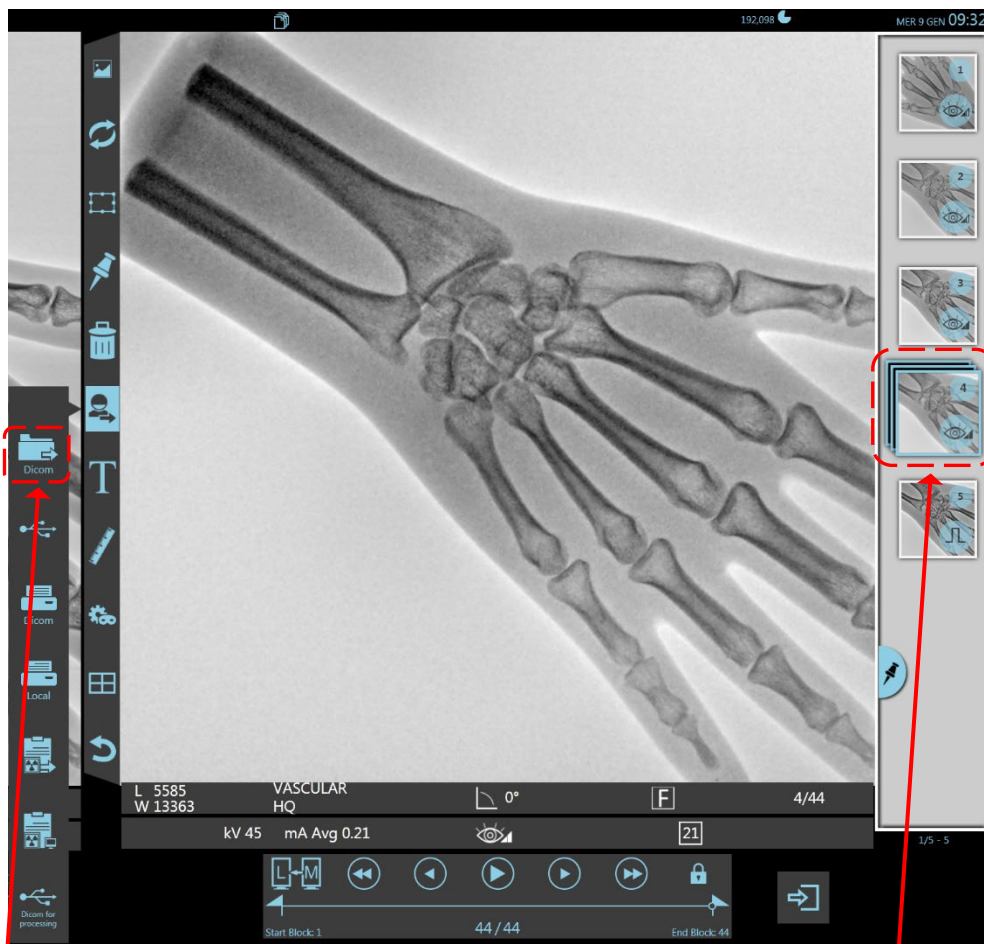 192,098
MER 9 GEN 09:32
1
2
3
4
5
Dicom
Dicom
Local
Dicom for
processing
T
L 5585
W 13363
VASCULAR
HQ
0°
F
4/44
kV 45 mA Avg 0.21
21
1/5 - 5
L M
Start Block: 1
44 / 44
End Block: 44